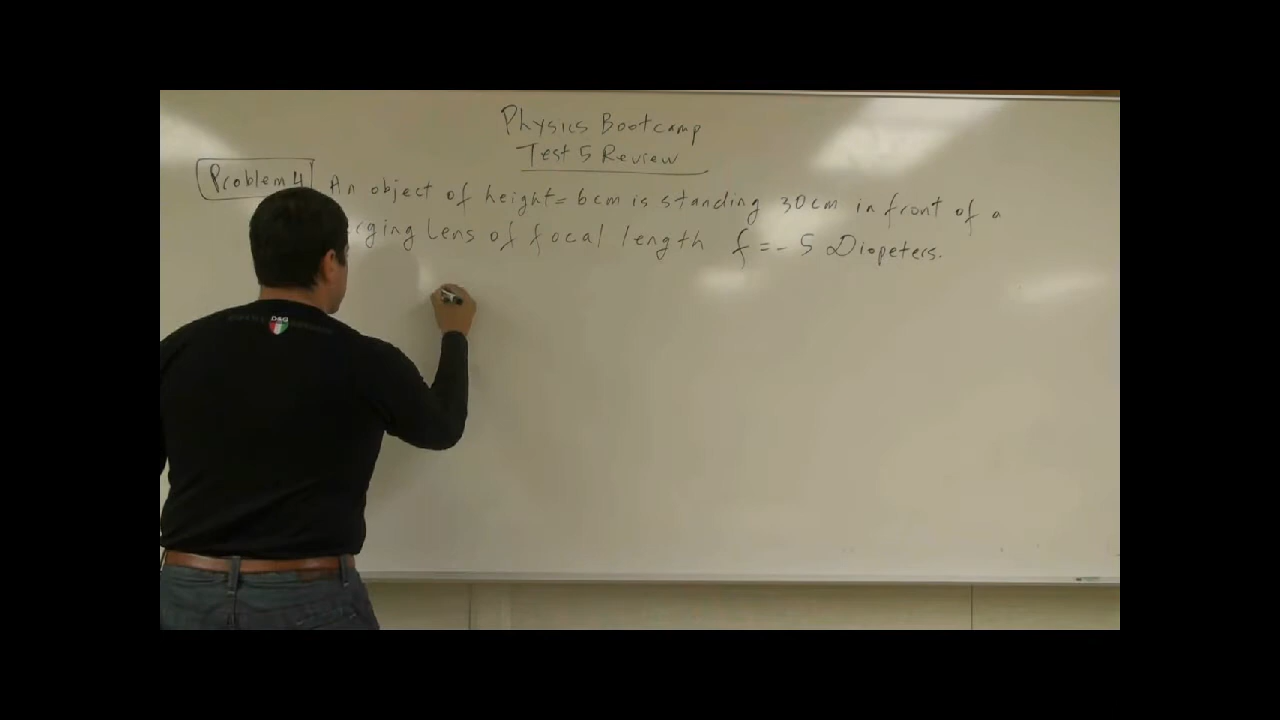 Physics Bootcamp
Test 5 Review
Problem 4 An object of height = 6cm is standing 30cm in front of a
rging Lens of focal length f = - 5 Diopeters.
D&G